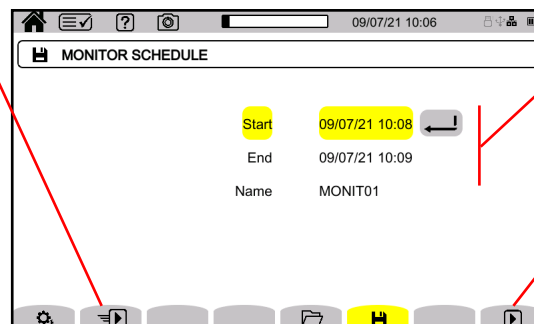 09/07/21 10:06
MONITOR SCHEDULE
Start 09/07/21 10:08
End 09/07/21 10:09
Name MONIT01